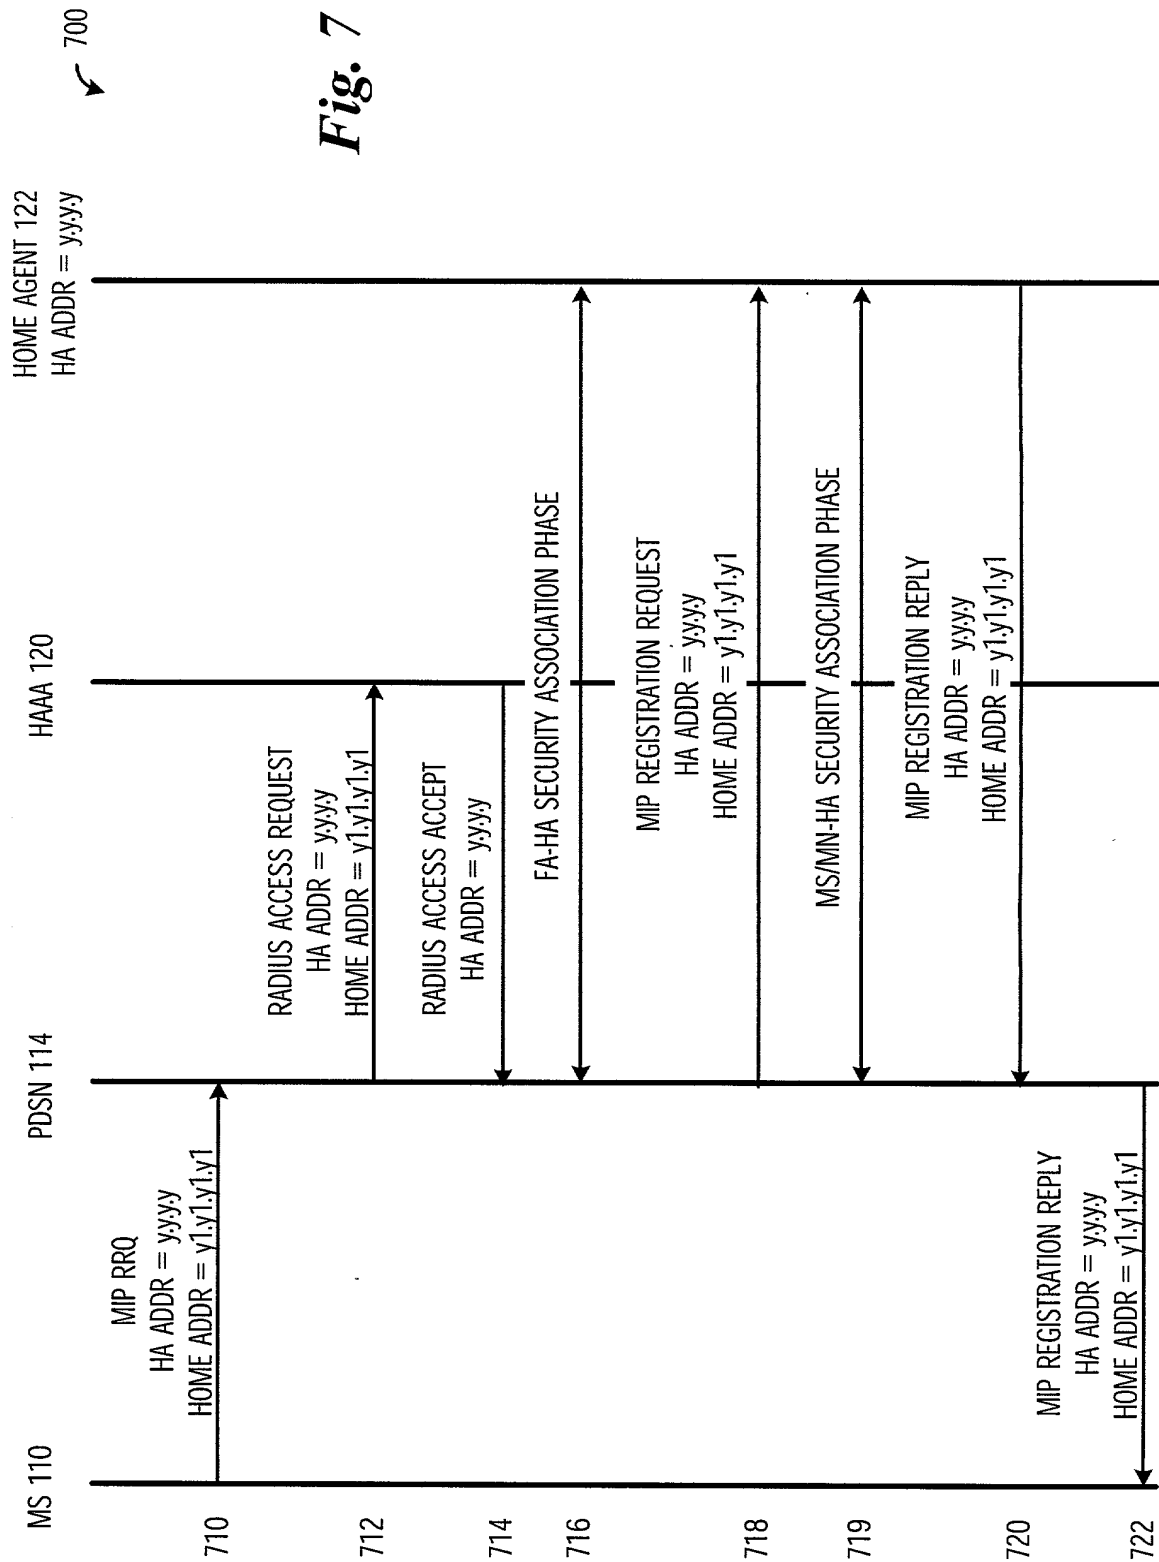 700
Fig. 7
MS 110
PDSN 114
HAAA 120
HOME AGENT 122
HA ADDR = y.y.y.y
710
MIP RRQ
HA ADDR = y.y.y.y
HOME ADDR = y1.y1.y1.y1
712
RADIUS ACCESS REQUEST
HA ADDR = y.y.y.y
HOME ADDR = y1.y1.y1.y1
714
RADIUS ACCESS ACCEPT
HA ADDR = y.y.y.y
716
FA-HA SECURITY ASSOCIATION PHASE
718
MIP REGISTRATION REQUEST
HA ADDR = y.y.y.y
HOME ADDR = y1.y1.y1.y1
719
MS/MN-HA SECURITY ASSOCIATION PHASE
720
MIP REGISTRATION REPLY
HA ADDR = y.y.y.y
HOME ADDR = y1.y1.y1.y1
722
MIP REGISTRATION REPLY
HA ADDR = y.y.y.y
HOME ADDR = y1.y1.y1.y1